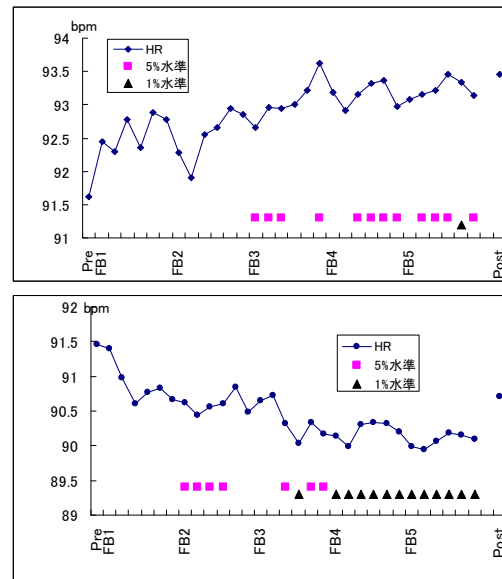 bpm
94
93.5
93
92.5
92
91.5
91
HR
5%水準
1%水準
Pre
FB1
FB2
FB3
FB4
FB5
Post
92
bpm
91.5
91
90.5
90
89.5
89
HR
5%水準
1%水準
Pre
FB1
FB2
FB3
FB4
FB5
Post